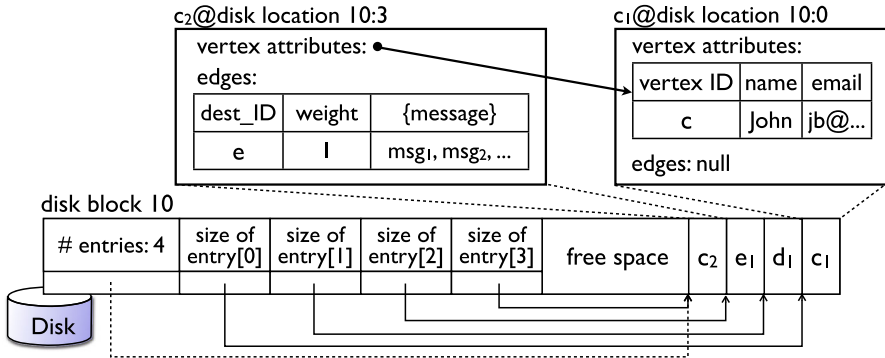 c₂@disk location 10:3
c₁@disk location 10:0
vertex attributes:
edges:
dest_ID weight {message}
e 1 msg₁, msg₂, ...
vertex attributes:
vertex ID name email
c John jb@...
edges: null
disk block 10
# entries: 4
size of
entry[0]
size of
entry[1]
size of
entry[2]
size of
entry[3]
free space
c₂
e₁
d₁
c₁
Disk